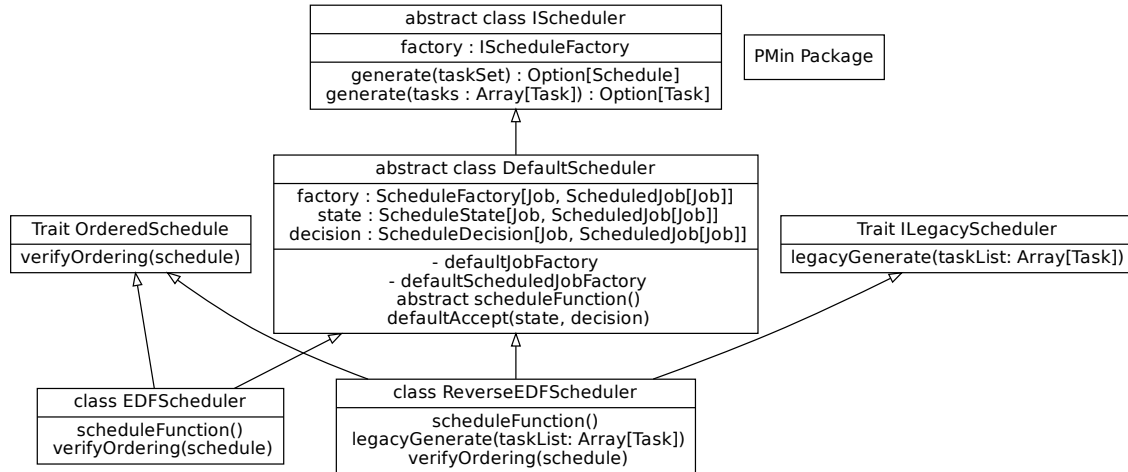 abstract class IScheduler
factory : IScheduleFactory
generate(taskSet) : Option[Schedule]
generate(tasks : Array[Task]) : Option[Task]
PMin Package
abstract class DefaultScheduler
factory : ScheduleFactory[Job, ScheduledJob[Job]]
state : ScheduleState[Job, ScheduledJob[Job]]
decision : ScheduleDecision[Job, ScheduledJob[Job]]
- defaultJobFactory
- defaultScheduledJobFactory
abstract scheduleFunction()
defaultAccept(state, decision)
Trait OrderedSchedule
verifyOrdering(schedule)
Trait ILegacyScheduler
legacyGenerate(taskList: Array[Task])
class EDFScheduler
scheduleFunction()
verifyOrdering(schedule)
class ReverseEDFScheduler
scheduleFunction()
legacyGenerate(taskList: Array[Task])
verifyOrdering(schedule)